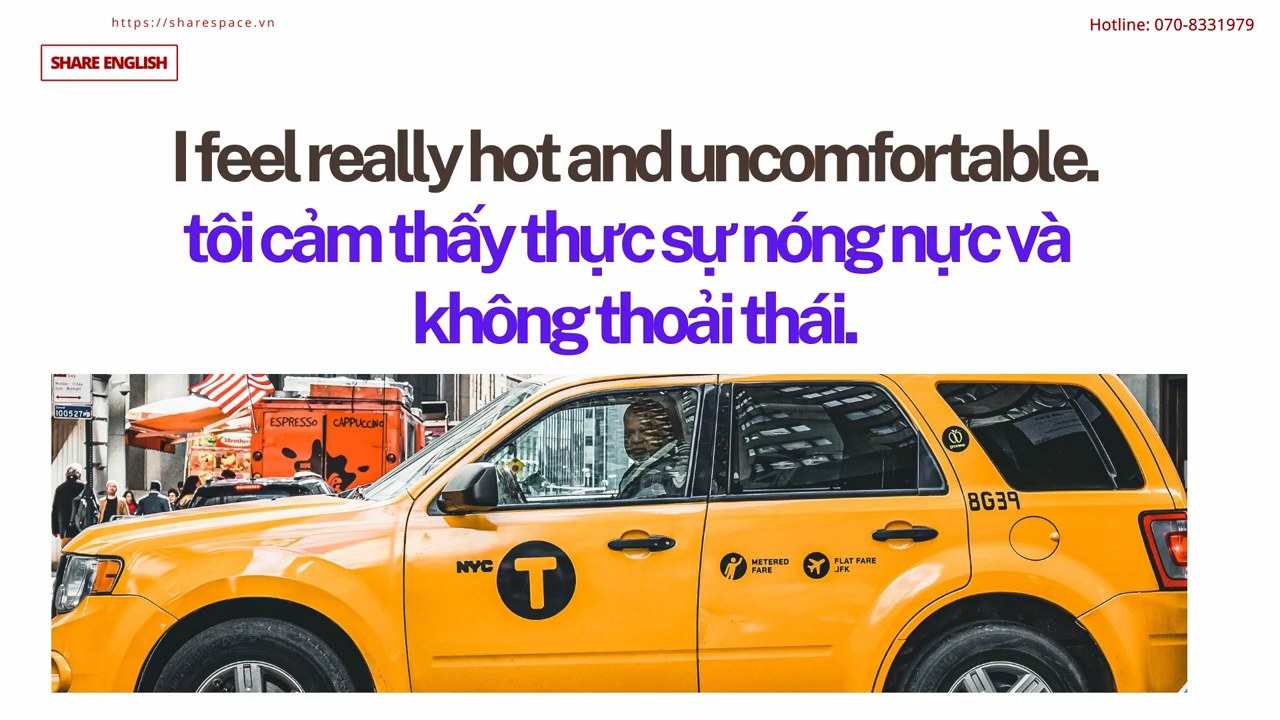 https://sharespace.vn
Hotline: 070-8331979
SHARE ENGLISH
I feel really hot and uncomfortable.
tôi cảm thấy thực sự nóng nực và
không thoải thái.
ESPRESSO CAPPUCCINO
8G39
NYC T
METERED
FARE
FLAT FARE
JFK